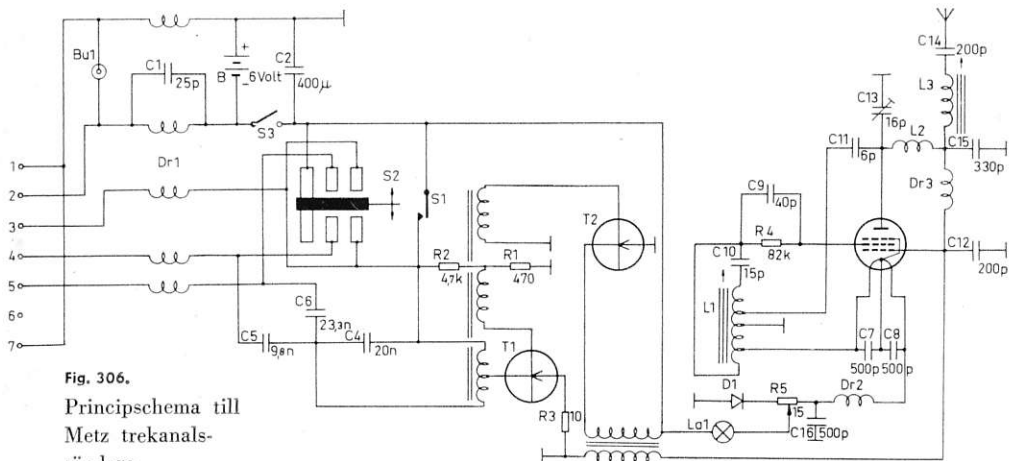 Bu1
C1
25p
B
+
-
6Volt
C2
400µ
S3
1
2
3
4
5
6
7
Dr1
S2
S1
T2
R2
4,7k
R1
470
C6
23,3n
C5
9,8n
C4
20n
T1
R3
10
C14
200p
L3
C13
16p
L2
C11
6p
C15
330p
Dr3
C9
40p
R4
82k
C10
15p
C12
200p
L1
C7
500p
C8
500p
D1
R5
15
Dr2
La1
C16
500p
Fig. 306.
Principschema till
Metz trekanals-